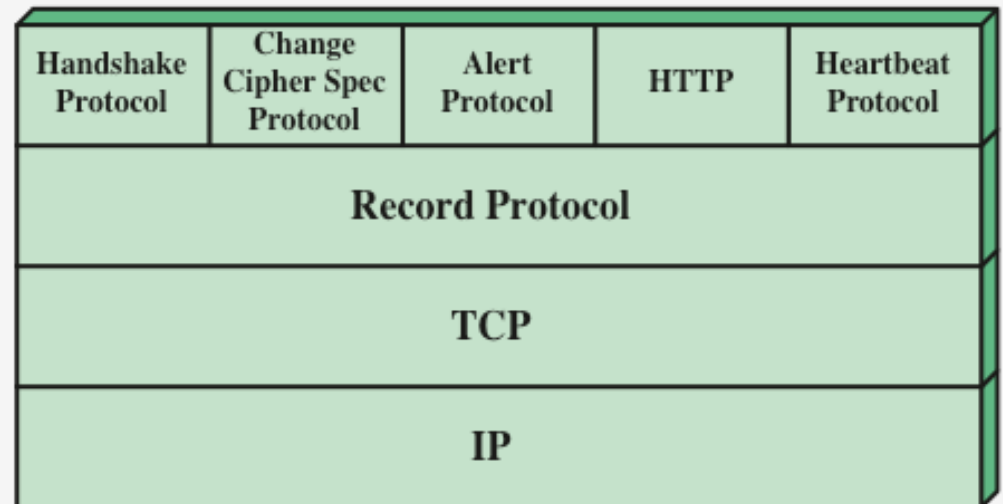 Handshake
Protocol
Change
Cipher Spec
Protocol
Alert
Protocol
HTTP
Heartbeat
Protocol
Record Protocol
TCP
IP